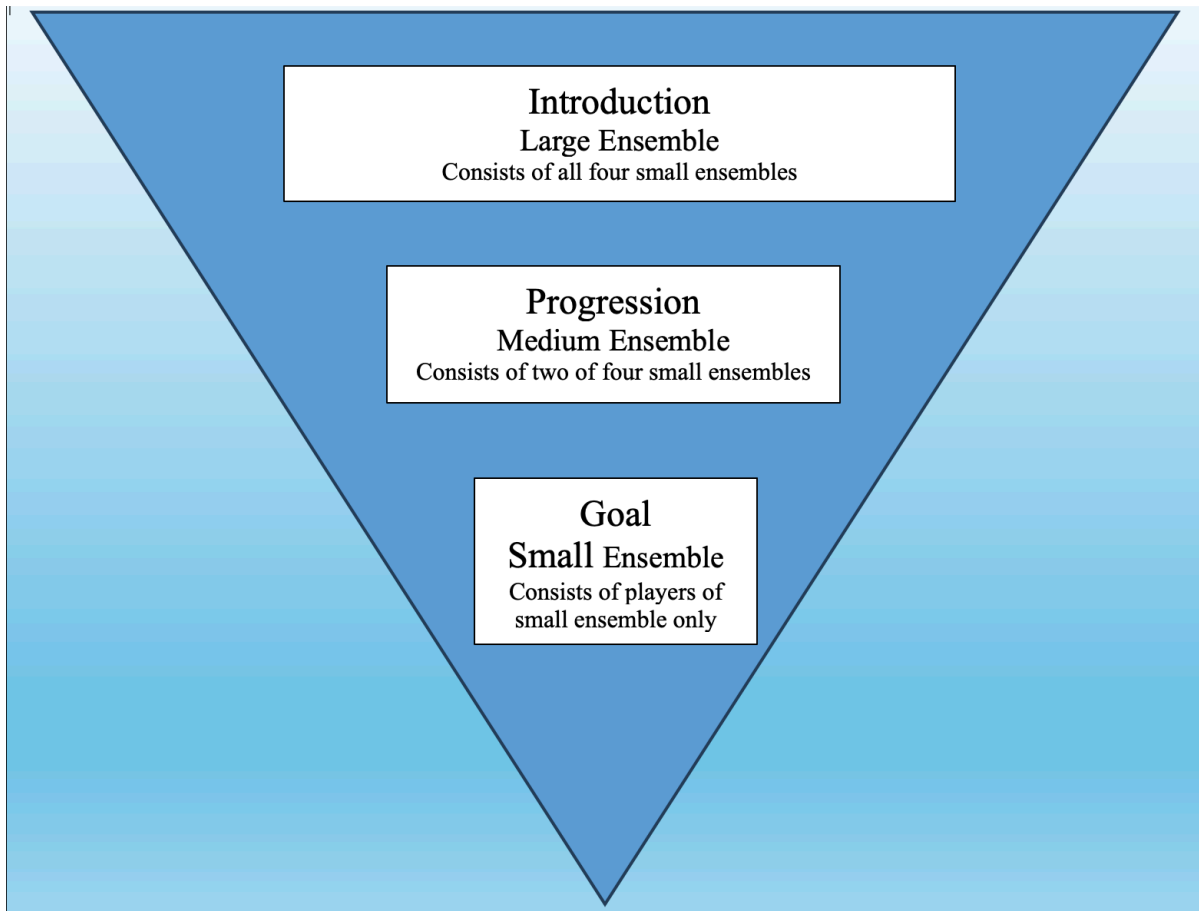 Introduction
Large Ensemble
Consists of all four small ensembles
Progression
Medium Ensemble
Consists of two of four small ensembles
Goal
Small Ensemble
Consists of players of
small ensemble only